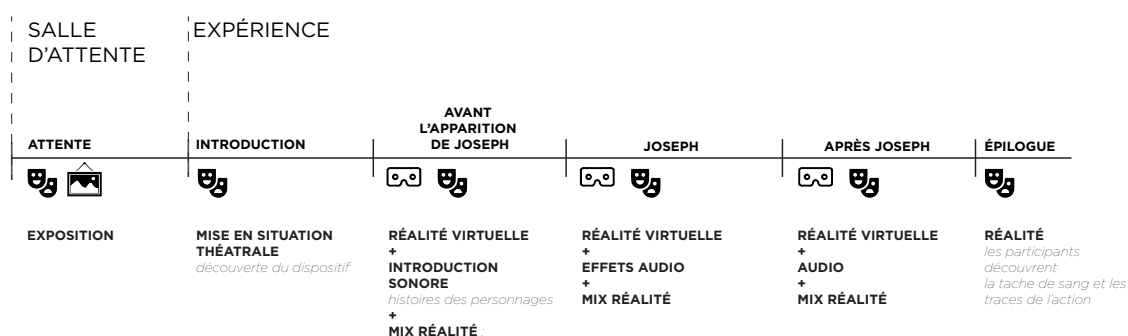 SALLE
D'ATTENTE
EXPÉRIENCE
ATTENTE
INTRODUCTION
AVANT
L'APPARITION
DE JOSEPH
JOSEPH
APRÈS JOSEPH
ÉPILOGUE
EXPOSITION
MISE EN SITUATION
THÉATRALE
découverte du dispositif
RÉALITÉ VIRTUELLE
+
INTRODUCTION
SONORE
histoires des personnages
+
MIX RÉALITÉ :
RÉALITÉ VIRTUELLE
+
EFFETS AUDIO
+
MIX RÉALITÉ
RÉALITÉ VIRTUELLE
+
AUDIO
+
MIX RÉALITÉ
RÉALITÉ
les participants
découvrent
la tache de sang et les
traces de l'action